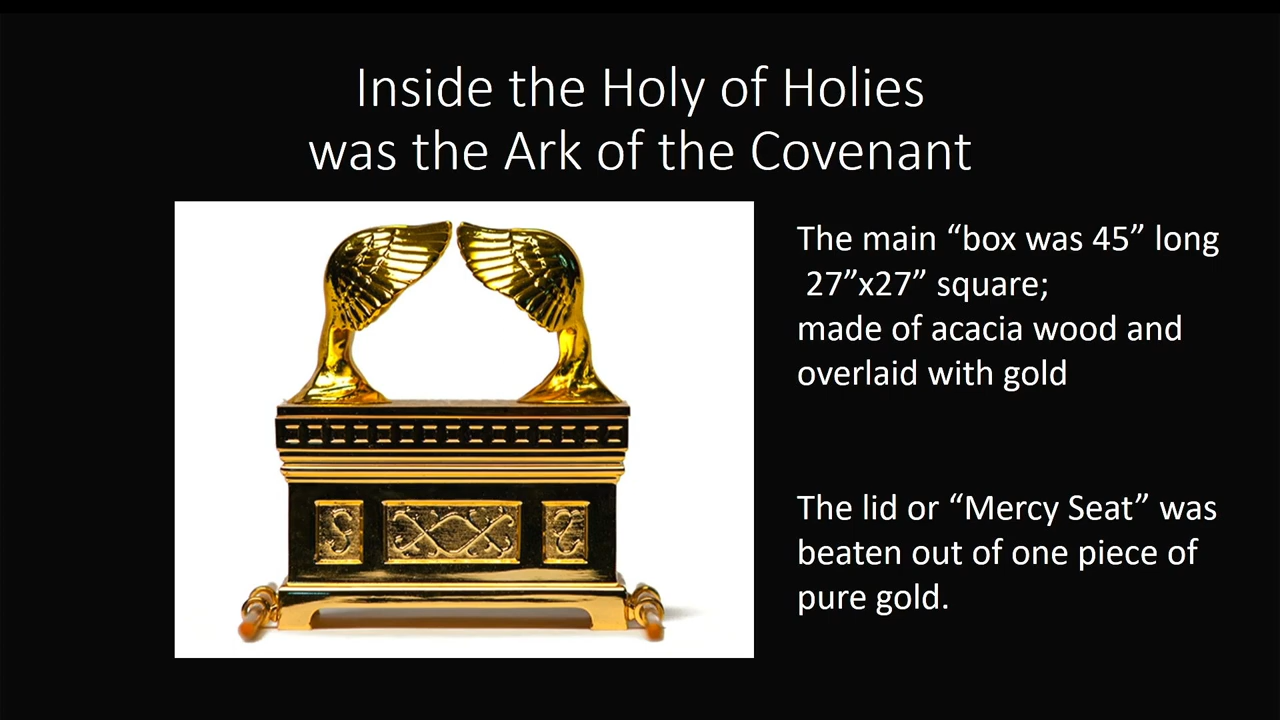 Inside the Holy of Holies
was the Ark of the Covenant
The main “box was 45” long
27”x27” square;
made of acacia wood and
overlaid with gold
The lid or “Mercy Seat” was
beaten out of one piece of
pure gold.